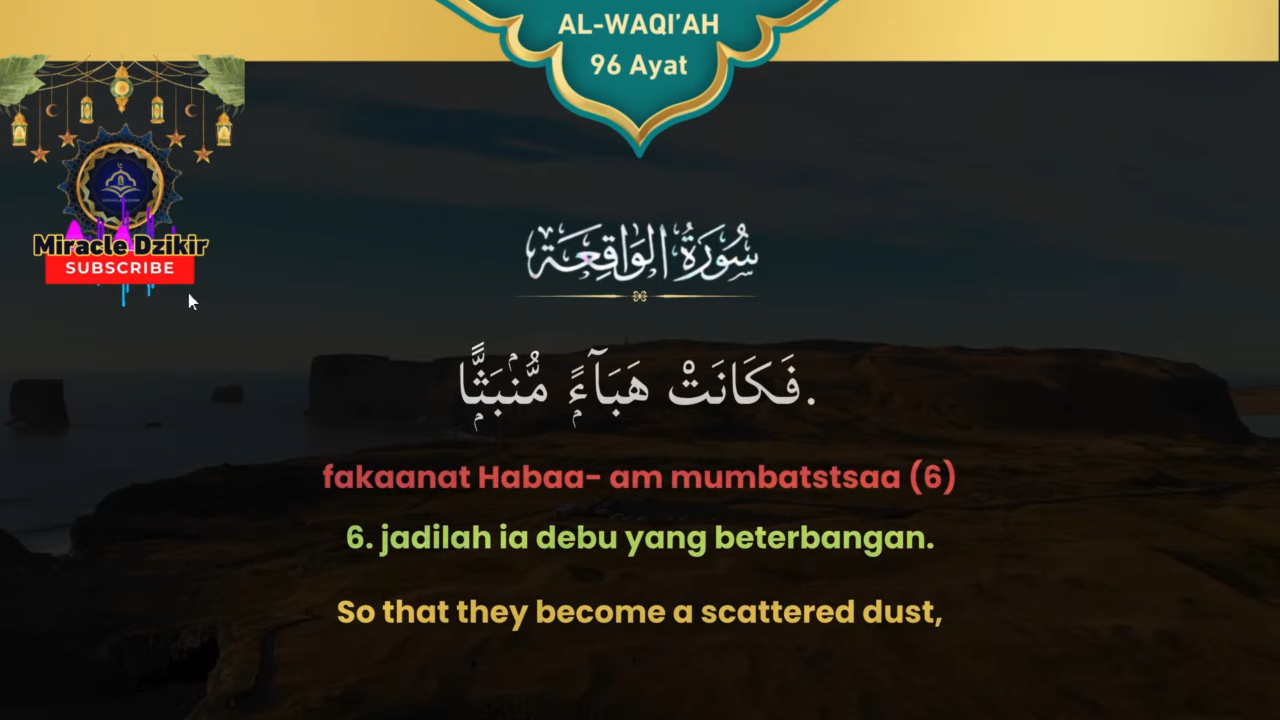 AL-WAQI’AH
96 Ayat
Miracle Dzikir
SUBSCRIBE
سُورَةُ الوَاقِعَة
فَكَانَتْ هَبَآءًۭ مُّنۢبَثًّۭا.
fakaanat Habaa- am mumbatstsaa (6)
6. jadilah ia debu yang beterbangan.
So that they become a scattered dust,